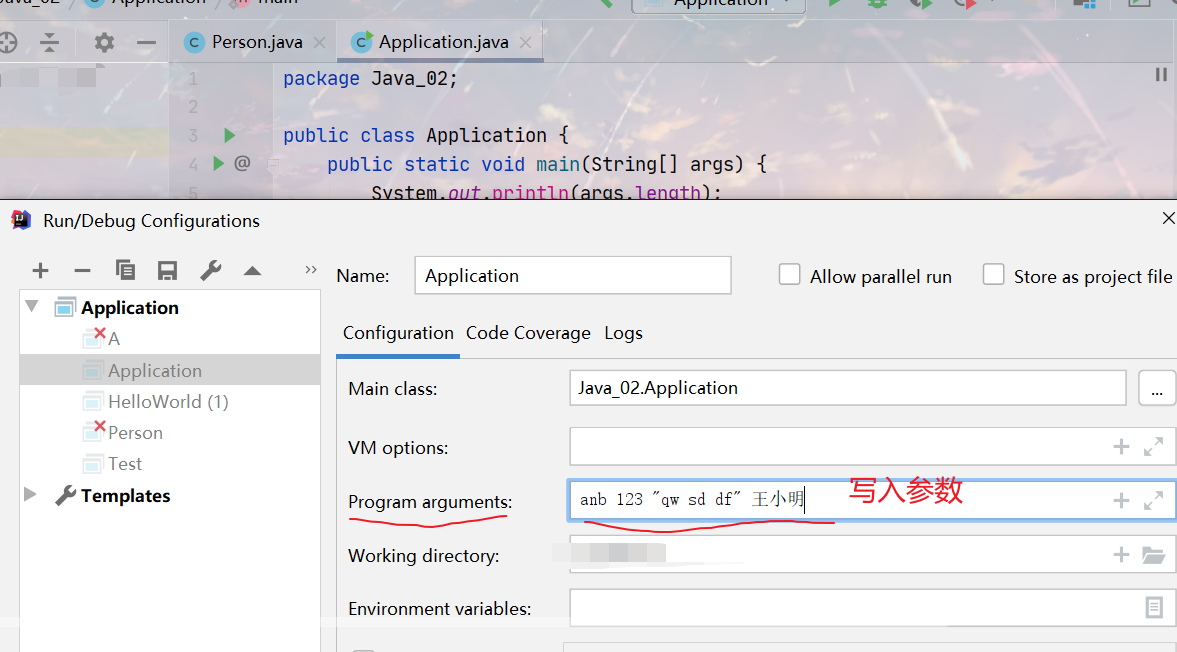 Java_02 / Application / main
Application
Person.java
Application.java
1 package Java_02;
2
3 public class Application {
4 @ public static void main(String[] args) {
5 System.out.println(args.length);
Run/Debug Configurations
Name: Application Allow parallel run Store as project file
Application
A
Application
HelloWorld (1)
Person
Test
Templates
Configuration Code Coverage Logs
Main class: Java_02.Application ...
VM options:
Program arguments: anb 123 "qw sd df" 王小明 写入参数
Working directory:
Environment variables: